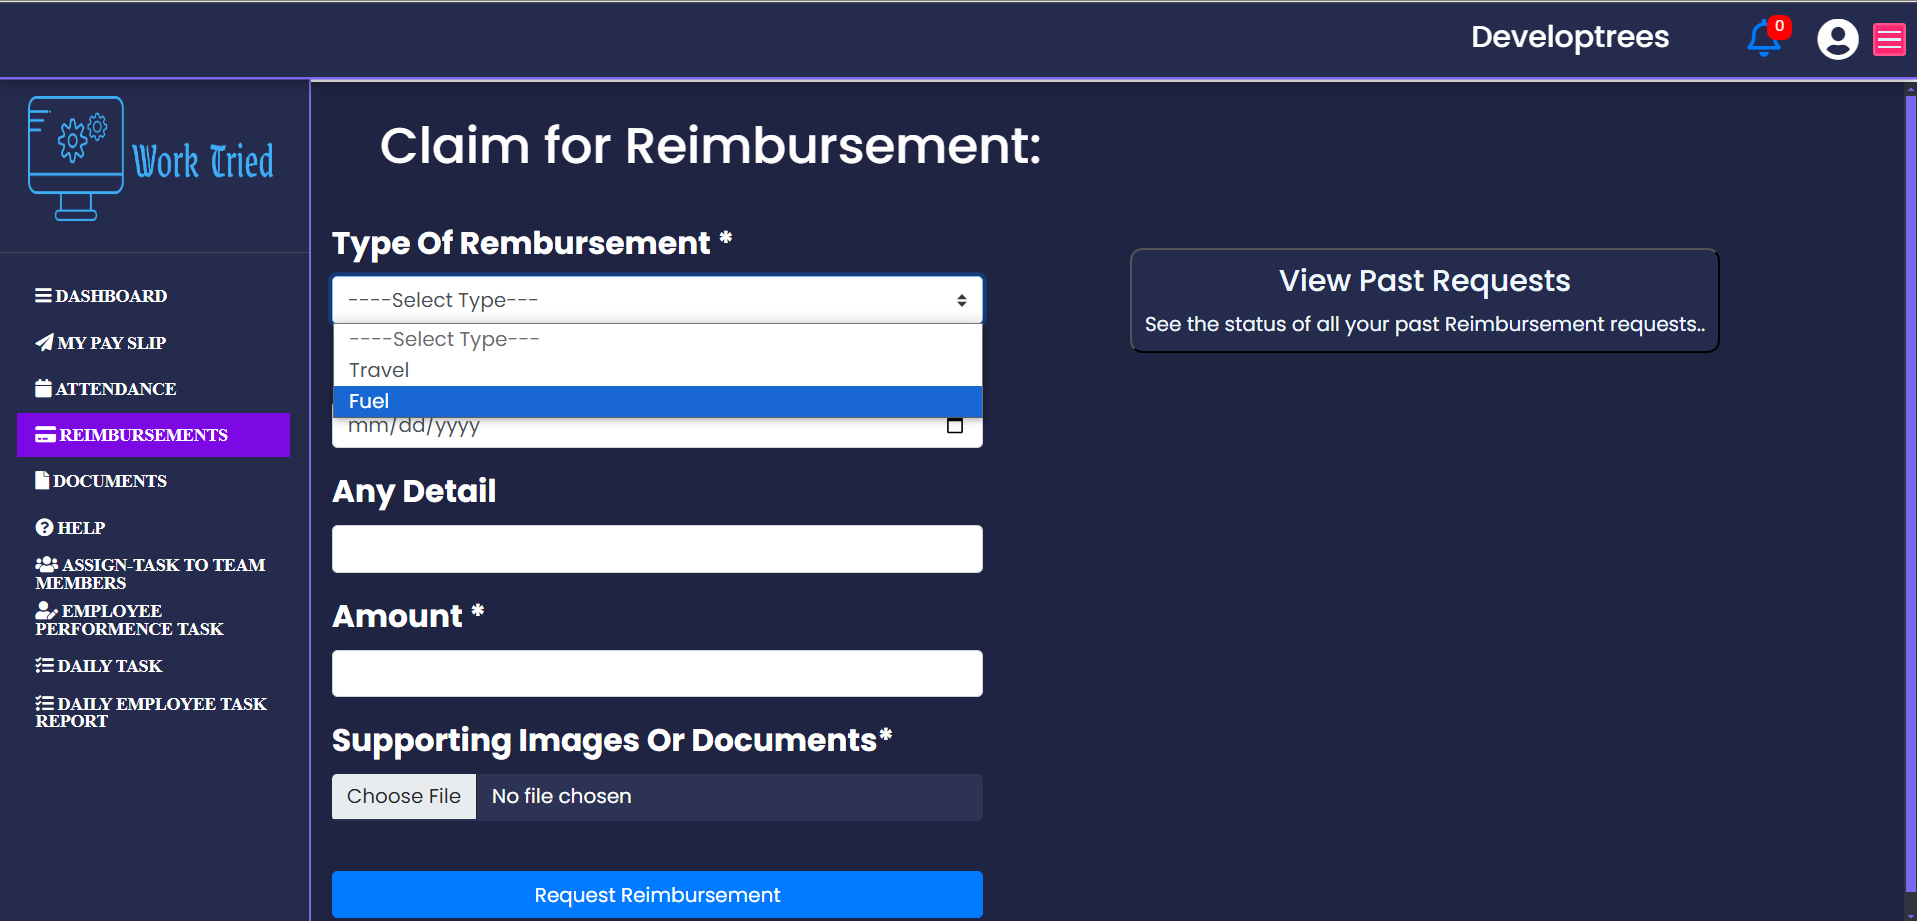 Developtrees
0
Work Tried
DASHBOARD
MY PAY SLIP
ATTENDANCE
REIMBURSEMENTS
DOCUMENTS
HELP
ASSIGN-TASK TO TEAM
MEMBERS
EMPLOYEE
PERFORMENCE TASK
DAILY TASK
DAILY EMPLOYEE TASK
REPORT
Claim for Reimbursement:
Type Of Rembursement *
----Select Type---
----Select Type---
Travel
Fuel
mm/dd/yyyy
Any Detail
Amount *
Supporting Images Or Documents*
Choose File No file chosen
Request Reimbursement
View Past Requests
See the status of all your past Reimbursement requests..